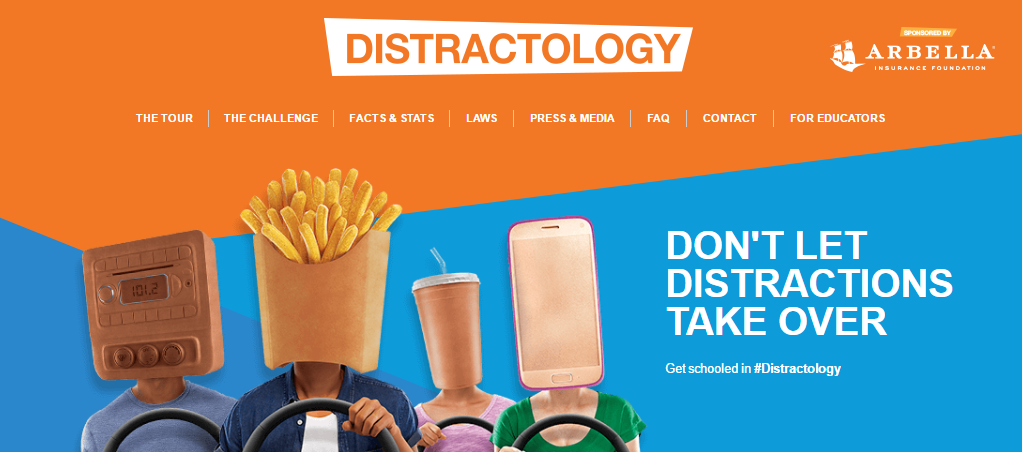 DISTRACTOLOGY
SPONSORED BY
ARBELLA®
INSURANCE FOUNDATION
THE TOUR
THE CHALLENGE
FACTS & STATS
LAWS
PRESS & MEDIA
FAQ
CONTACT
FOR EDUCATORS
101.2
DON'T LET
DISTRACTIONS
TAKE OVER
Get schooled in #Distractology